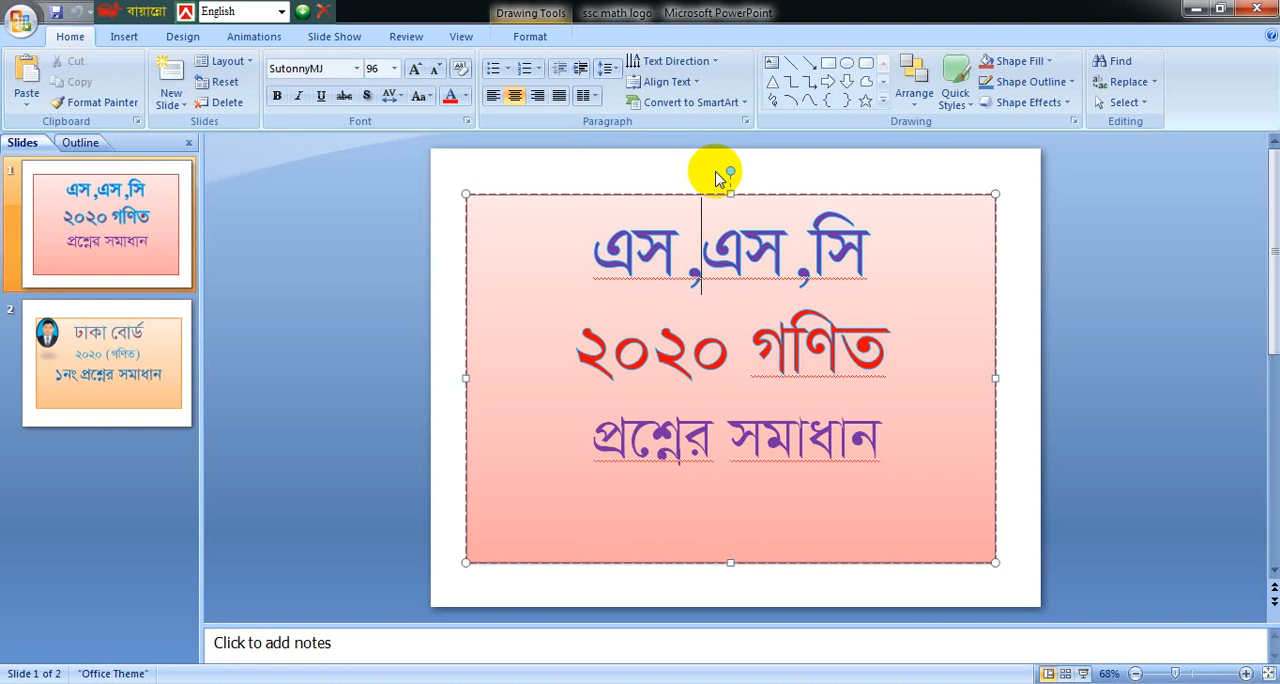 বায়ান্নো English
Drawing Tools ssc math logo - Microsoft PowerPoint
Home Insert Design Animations Slide Show Review View Format
Paste Cut Copy Format Painter Clipboard
New Slide Layout Reset Delete Slides
SutonnyMJ 96 Font
Text Direction Align Text Convert to SmartArt Paragraph
Arrange Quick Styles Shape Fill Shape Outline Shape Effects Drawing
Find Replace Select Editing
Slides Outline
1
এস ,এস ,সি
২০২০ গণিত
প্রশ্নের সমাধান
2
ঢাকা বোর্ড
২০২০ (গণিত)
১নং প্রশ্নের সমাধান
এস ,এস ,সি
২০২০ গণিত
প্রশ্নের সমাধান
Click to add notes
Slide 1 of 2 "Office Theme" 68%